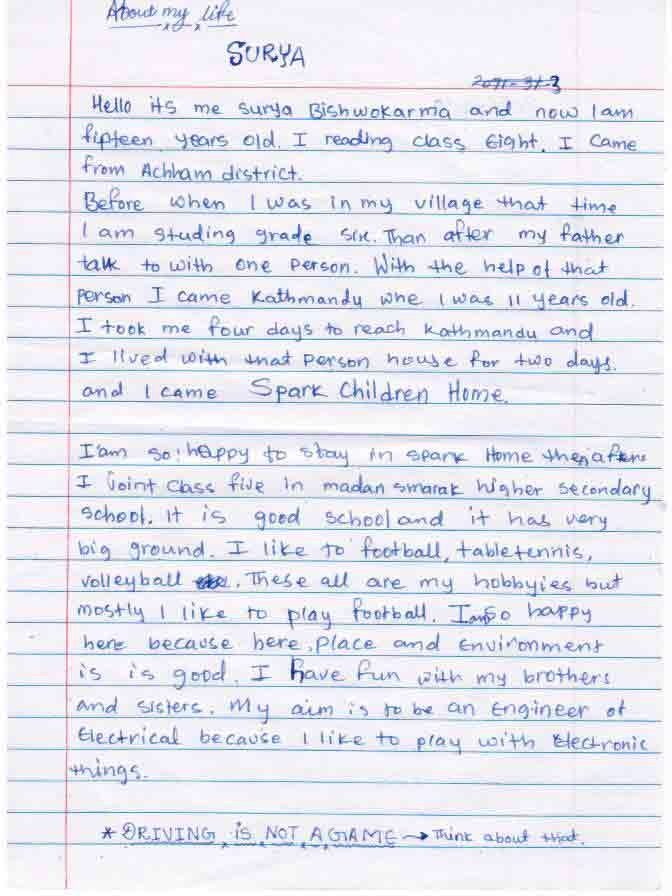 About my life
SURYA
2071-3/-3
Hello its me surya Bishwokarma and now I am
fipteen years old. I reading class Eight. I came
from Achham district.
Before when I was in my village that time
I am studing grade six. Than after my father
talk to with one person. With the help of that
person I came Kathmandu whe I was 11 years old.
I took me four days to reach Kathmandu and
I lived with that person house for two days.
and I came Spark Children Home.
I'am so! happy to stay in spark Home then after
I joint class five in madan smarak higher secondary
school. It is good school and it has very
big ground. I like to football, tabletennis,
volleyball. These all are my hobbyies but
mostly I like to play football. I am so happy
here because here, place and Environment
is is good. I have fun with my brothers
and sisters. My aim is to be an Engineer of
Electrical because I like to play with Electronic
things.
* DRIVING IS NOT A GAME → Think about that.